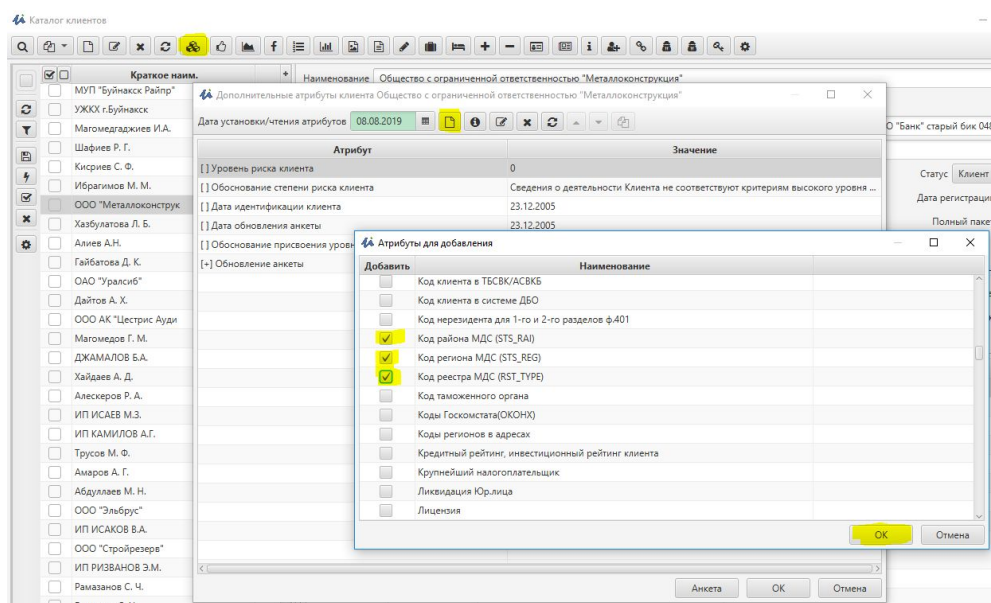 Каталог клиентов
Краткое наим.
Наименование Общество с ограниченной ответственностью "Металлоконструкция"
МУП "Буйнакск Райпр"
УЖКХ г.Буйнакск
Магомедгаджиев И.А.
Шафиев Р. Г.
Кисриев С. Ф.
Ибрагимов М. М.
ООО "Металлоконструк
Хазбулатова Л. Б.
Алиев А.Н.
Гайбатова Д. К.
ОАО "Уралсиб"
Дайтов А. Х.
ООО АК "Цестрис Ауди
Магомедов Г. М.
ДЖАМАЛОВ Б.А.
Хайдаев А. Д.
Алескеров Р. А.
ИП ИСАЕВ М.З.
ИП КАМИЛОВ А.Г.
Трусов М. Ф.
Амаров А. Г.
Абдуллаев М. Н.
ООО "Эльбрус"
ИП ИСАКОВ В.А.
ООО "Стройрезерв"
ИП РИЗВАНОВ Э.М.
Рамазанов С. Ч.
Дополнительные атрибуты клиента Общество с ограниченной ответственностью "Металлоконструкция"
Дата установки/чтения атрибутов 08.08.2019
Атрибут Значение
[ ] Уровень риска клиента 0
[ ] Обоснование степени риска клиента Сведения о деятельности Клиента не соответствуют критериям высокого уровня ...
[ ] Дата идентификации клиента 23.12.2005
[ ] Дата обновления анкеты 23.12.2005
[ ] Обоснование присвоения уровн
[+] Обновление анкеты
Анкета ОК Отмена
О "Банк" старый бик 048
Статус Клиент
Дата регистраци
Полный паке
Атрибуты для добавления
Добавить Наименование
Код клиента в ТБСВК/АСВКБ
Код клиента в системе ДБО
Код нерезидента для 1-го и 2-го разделов ф.401
Код района МДС (STS_RAI)
Код региона МДС (STS_REG)
Код реестра МДС (RST_TYPE)
Код таможенного органа
Коды Госкомстата(ОКОНХ)
Коды регионов в адресах
Кредитный рейтинг, инвестиционный рейтинг клиента
Крупнейший налогоплательщик
Ликвидация Юр.лица
Лицензия
ОК Отмена